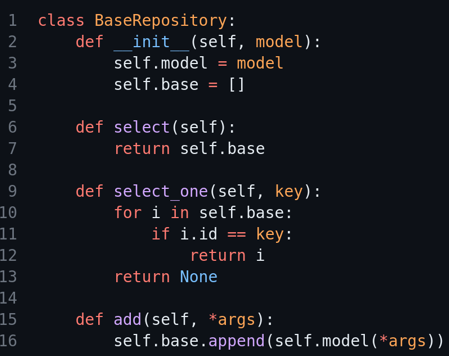 1 class BaseRepository:
2     def __init__(self, model):
3         self.model = model
4         self.base = []
5
6     def select(self):
7         return self.base
8
9     def select_one(self, key):
10         for i in self.base:
11             if i.id == key:
12                 return i
13         return None
14
15     def add(self, *args):
16         self.base.append(self.model(*args))